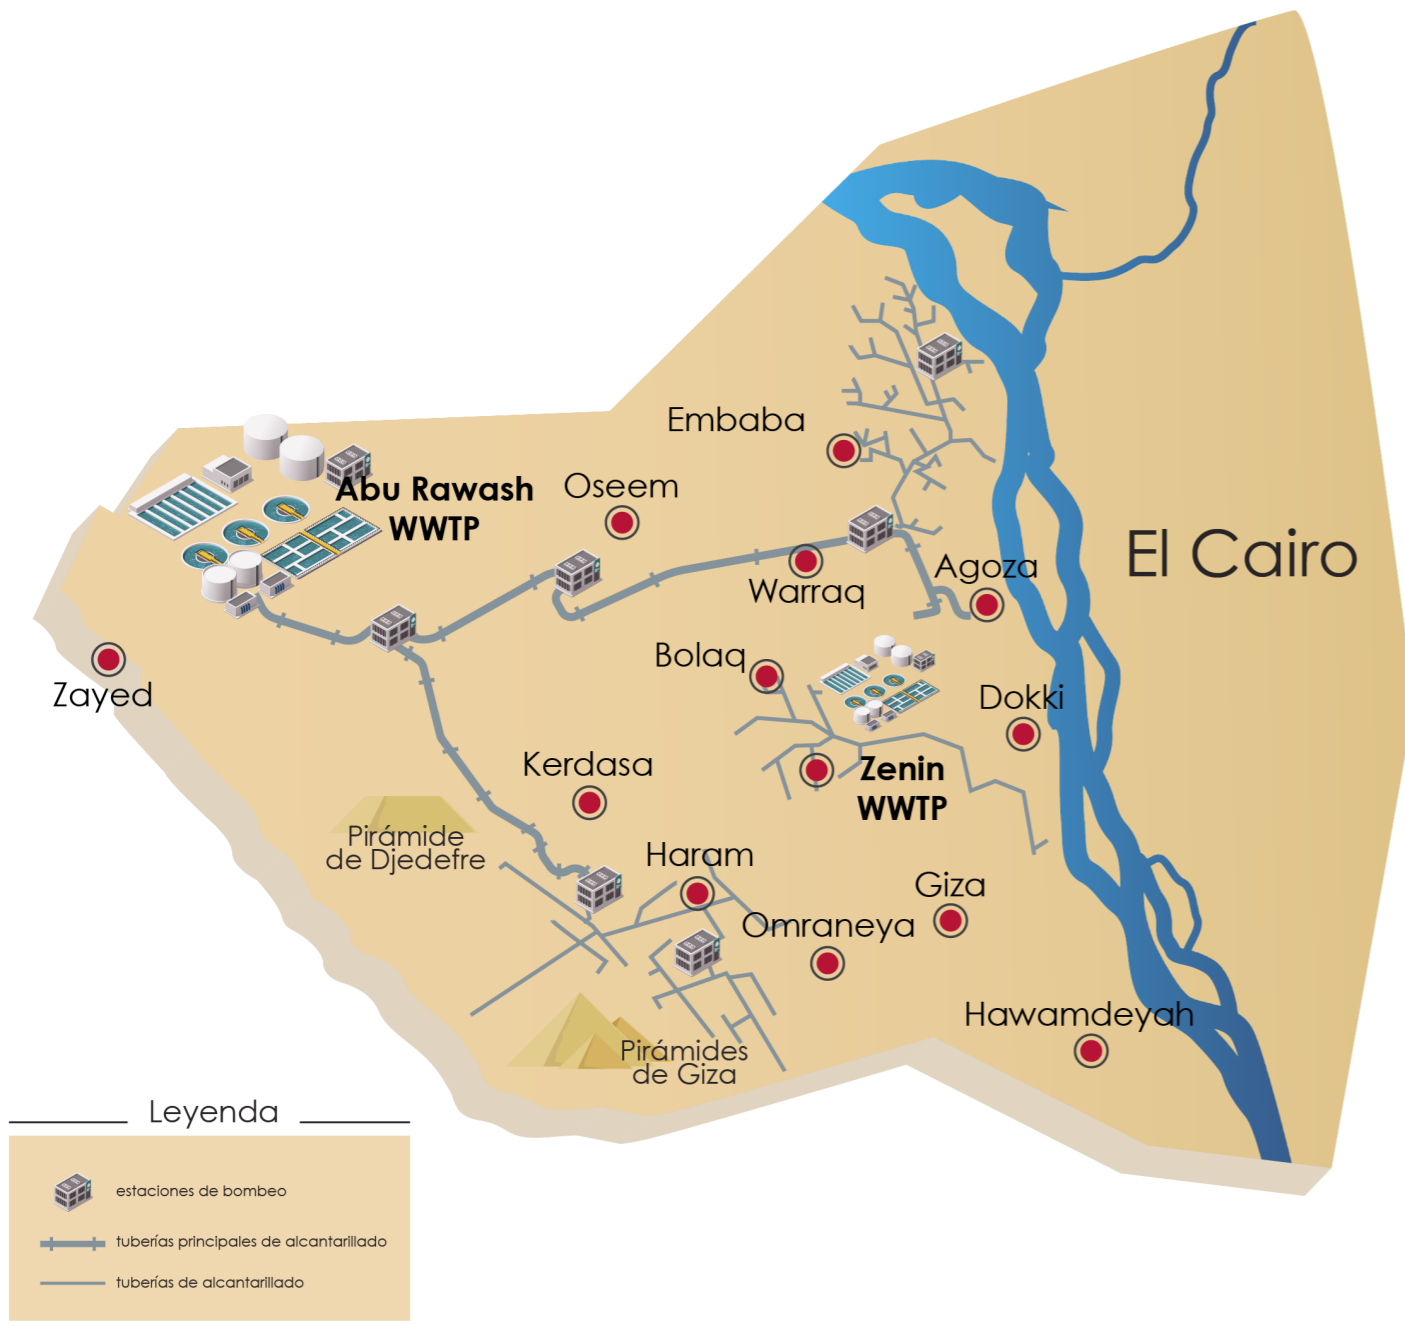 Embaba
Abu Rawash
WWTP
Oseem
El Cairo
Warraq
Agoza
Bolaq
Zayed
Dokki
Kerdasa
Zenin
WWTP
Pirámide
de Djedefre
Haram
Giza
Omraneya
Hawamdeyah
Pirámides
de Giza
Leyenda
estaciones de bombeo
tuberías principales de alcantarillado
tuberías de alcantarillado